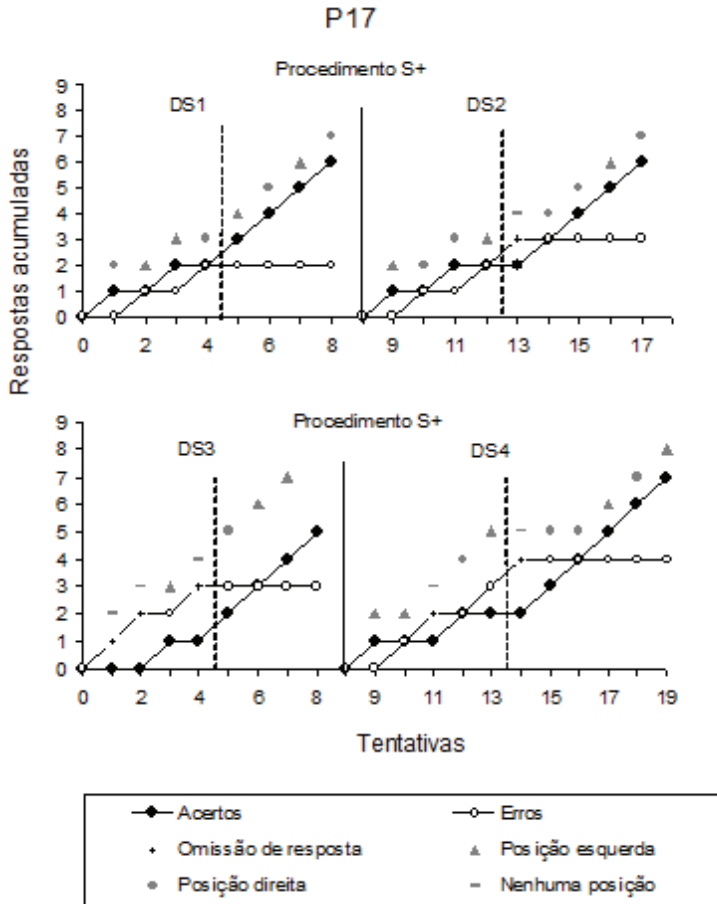 P17
Procedimento S+
DS1
DS2
9
8
7
6
5
4
3
2
1
0
0 2 4 6 8 9 11 13 15 17
Respostas acumuladas
Procedimento S+
DS3
DS4
9
8
7
6
5
4
3
2
1
0
0 2 4 6 8 9 11 13 15 17 19
Tentativas
Acertos
Erros
Omissão de resposta
Posição esquerda
Posição direita
Nenhuma posição